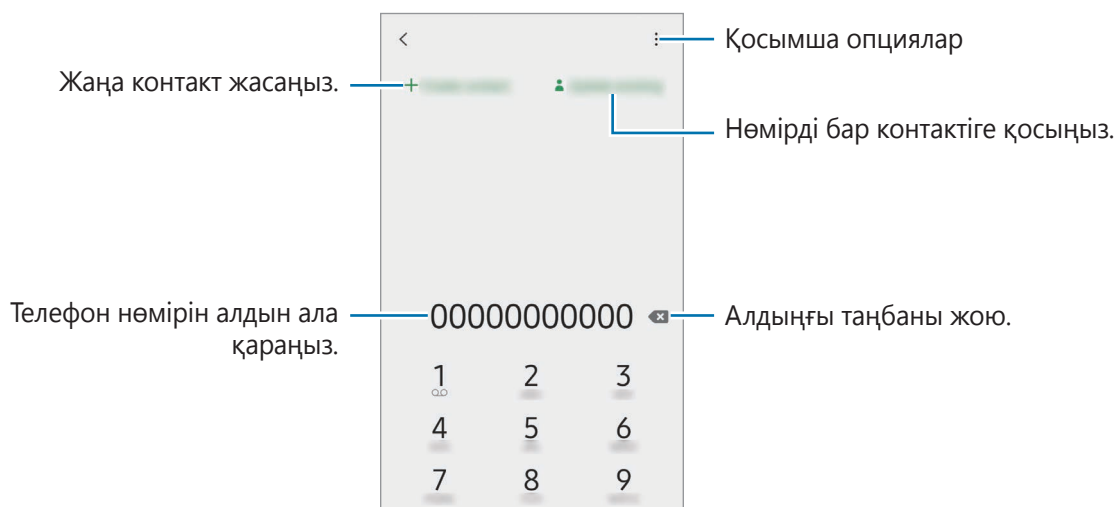 Қосымша опциялар
Жаңа контакт жасаңыз.
Нөмірді бар контактіге қосыңыз.
Телефон нөмірін алдын ала
қараңыз.
00000000000
Алдыңғы таңбаны жою.
1 2 3
4 5 6
7 8 9